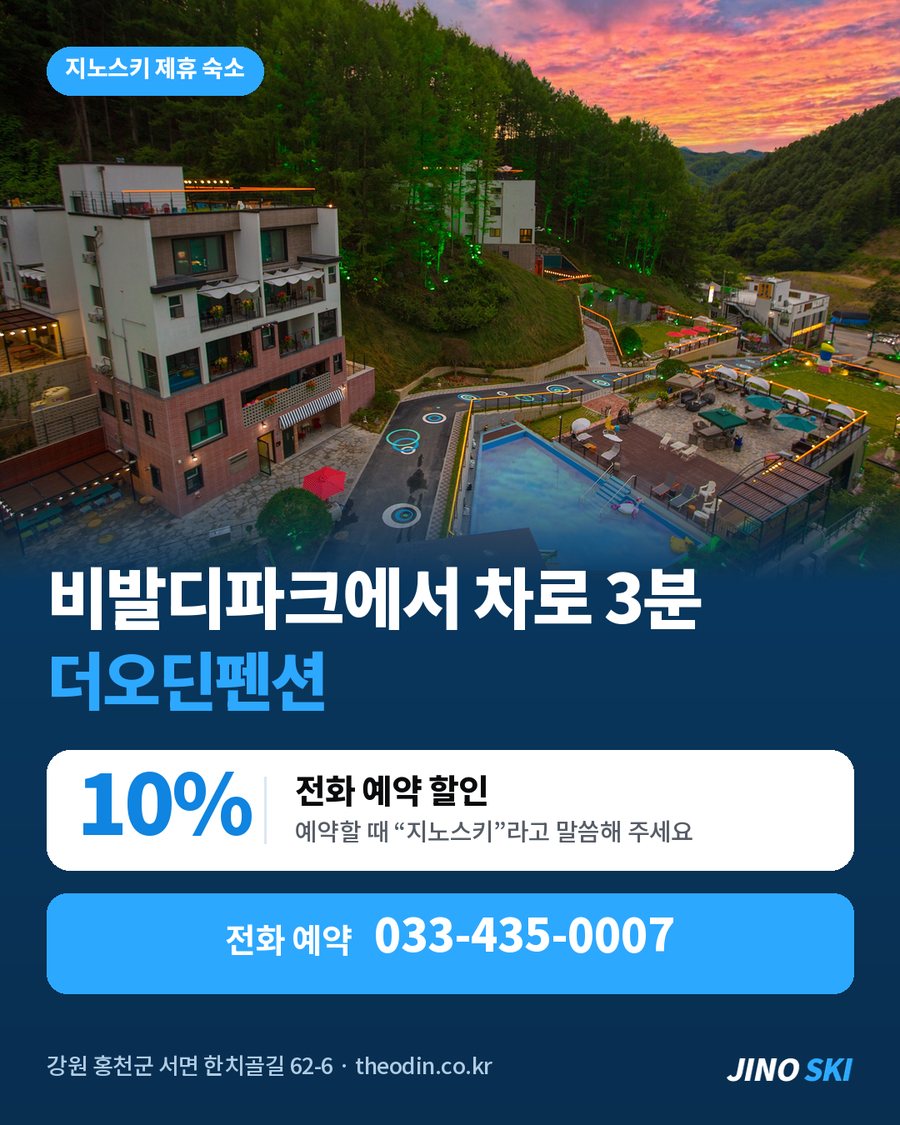 지노스키 제휴 숙소
비발디파크에서 차로 3분
더오딘펜션
10%
전화 예약 할인
예약할 때 “지노스키”라고 말씀해 주세요
전화 예약 033-435-0007
강원 홍천군 서면 한치골길 62-6 · theodin.co.kr
JINO SKI